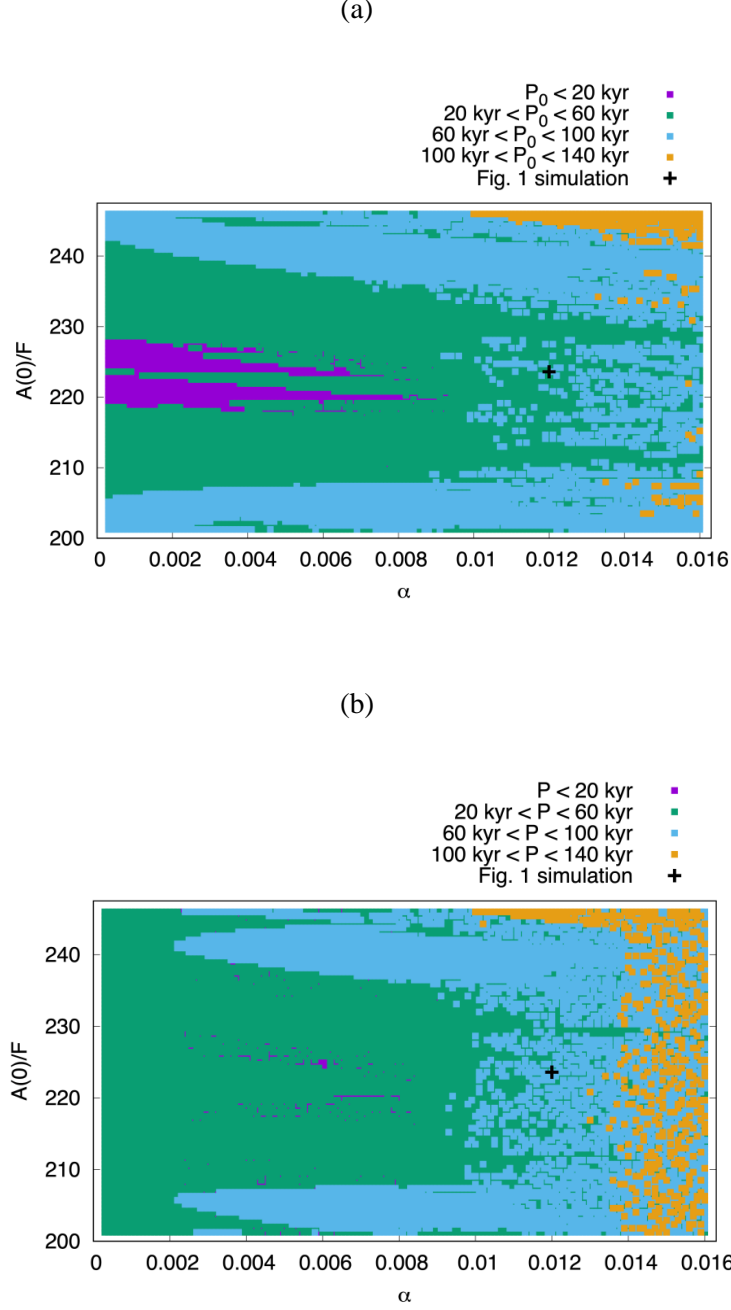 (a)
P₀ < 20 kyr
20 kyr < P₀ < 60 kyr
60 kyr < P₀ < 100 kyr
100 kyr < P₀ < 140 kyr
Fig. 1 simulation
A(0)/F
240
230
220
210
200
0 0.002 0.004 0.006 0.008 0.01 0.012 0.014 0.016
α
(b)
P < 20 kyr
20 kyr < P < 60 kyr
60 kyr < P < 100 kyr
100 kyr < P < 140 kyr
Fig. 1 simulation
A(0)/F
240
230
220
210
200
0 0.002 0.004 0.006 0.008 0.01 0.012 0.014 0.016
α